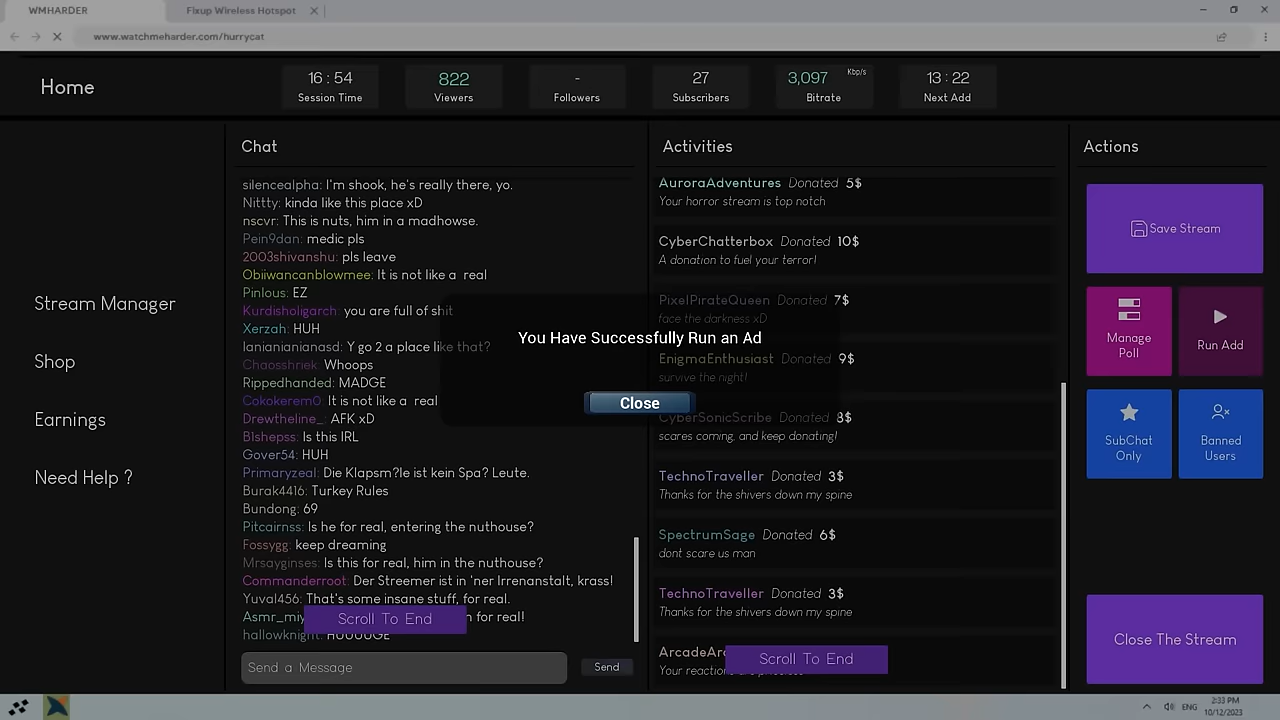 WMHARDER
Fixup Wireless Hotspot
www.watchmeharder.com/hurrycat
Home
16 : 54
Session Time
822
Viewers
-
Followers
27
Subscribers
3,097 Kbp/s
Bitrate
13 : 22
Next Add
Stream Manager
Shop
Earnings
Need Help ?
Chat
silencealpha: I'm shook, he's really there, yo.
Nittty: kinda like this place xD
nscvr: This is nuts, him in a madhowse.
Pein9dan: medic pls
2003shivanshu: pls leave
Obiiwancanblowmee: It is not like a real
Pinlous: EZ
Kurdisholigarch: you are full of shit
Xerzah: HUH
Ianianianianasd: Y go 2 a place like that?
Chaosshriek: Whoops
Rippedhanded: MADGE
Cokokerem0: It is not like a real
Drewtheline_: AFK xD
B1shepss: Is this IRL
Gover54: HUH
Primaryzeal: Die Klapsm?le ist kein Spa? Leute.
Burak4416: Turkey Rules
Bundong: 69
Pitcairnss: Is he for real, entering the nuthouse?
Fossygg: keep dreaming
Mrsayginses: Is this for real, him in the nuthouse?
Commanderroot: Der Streemer ist in 'ner Irrenanstalt, krass!
Yuval456: That's some insane stuff, for real.
for real!
hallowknight: HUUUUGE
Scroll To End
Send a Message
Send
Activities
AuroraAdventures Donated 5$
Your horror stream is top notch
CyberChatterbox Donated 10$
A donation to fuel your terror!
PixelPirateQueen Donated 7$
face the darkness xD
EnigmaEnthusiast Donated 9$
survive the night!
CyberSonicScribe Donated 8$
scares coming, and keep donating!
TechnoTraveller Donated 3$
Thanks for the shivers down my spine
SpectrumSage Donated 6$
dont scare us man
TechnoTraveller Donated 3$
Thanks for the shivers down my spine
Scroll To End
You Have Successfully Run an Ad
Close
Actions
Save Stream
Manage Poll
Run Add
SubChat Only
Banned Users
Close The Stream
ENG
2:33 PM
10/12/2023